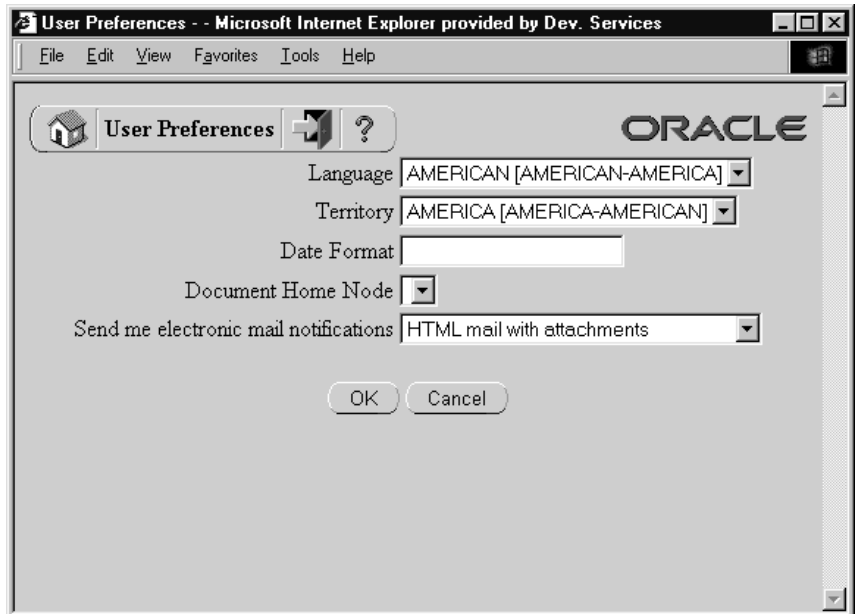 User Preferences - - Microsoft Internet Explorer provided by Dev. Services
File Edit View Favorites Tools Help
User Preferences ?
ORACLE
Language AMERICAN [AMERICAN-AMERICA]
Territory AMERICA [AMERICA-AMERICAN]
Date Format
Document Home Node
Send me electronic mail notifications HTML mail with attachments
OK Cancel